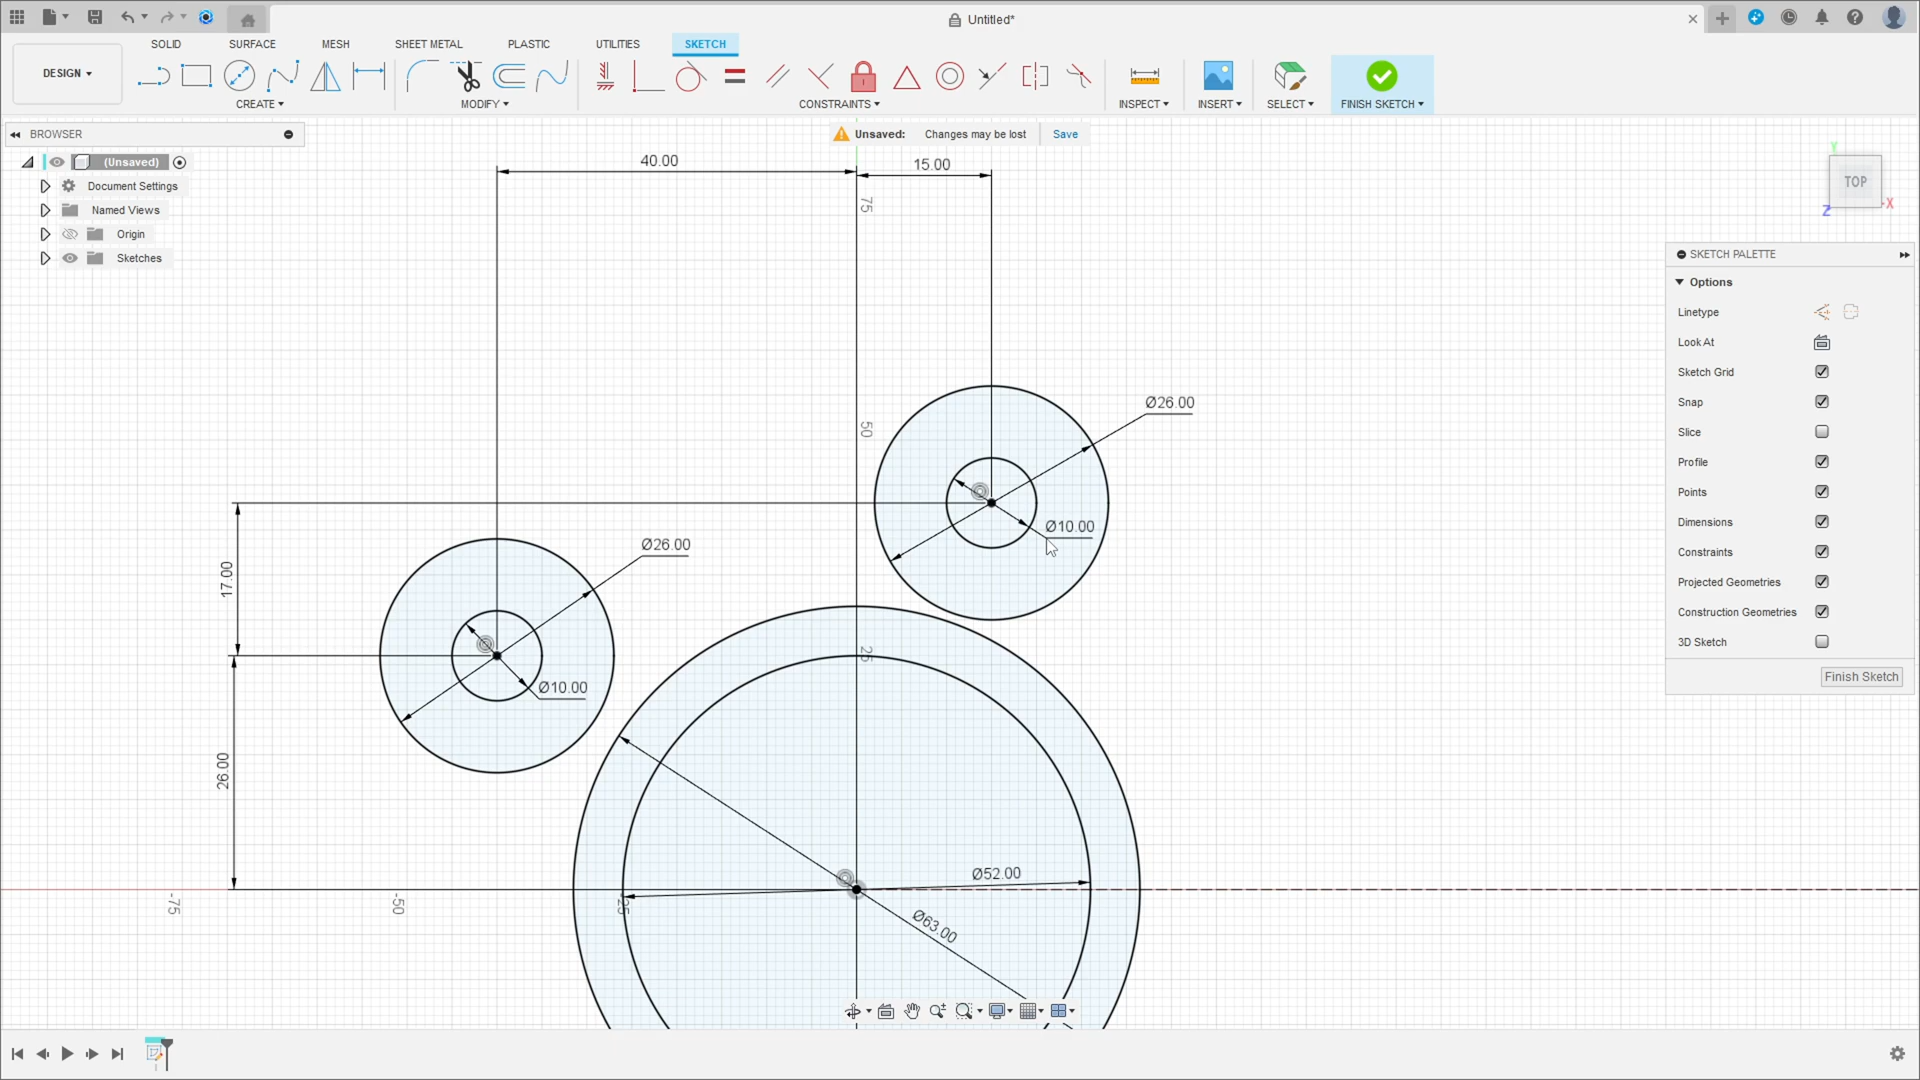 Untitled*
SOLID SURFACE MESH SHEET METAL PLASTIC UTILITIES SKETCH
DESIGN
CREATE MODIFY CONSTRAINTS INSPECT INSERT SELECT FINISH SKETCH
BROWSER
Unsaved: Changes may be lost Save
(Unsaved)
Document Settings
Named Views
Origin
Sketches
40.00
15.00
75
50
25
Ø26.00
Ø10.00
17.00
Ø26.00
Ø10.00
26.00
Ø52.00
Ø63.00
-75
-50
-25
Y
TOP
X
Z
SKETCH PALETTE
Options
Linetype
Look At
Sketch Grid
Snap
Slice
Profile
Points
Dimensions
Constraints
Projected Geometries
Construction Geometries
3D Sketch
Finish Sketch